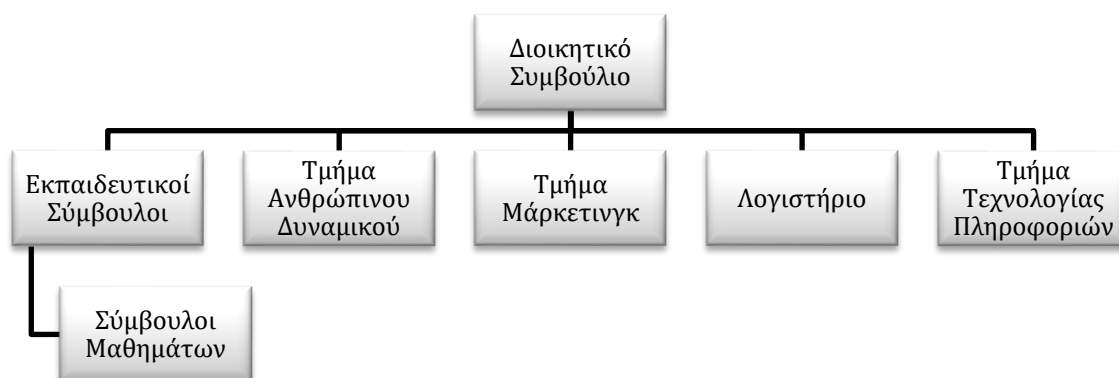 Διοικητικό
Συμβούλιο
Εκπαιδευτικοί
Σύμβουλοι
Τμήμα
Ανθρώπινου
Δυναμικού
Τμήμα
Μάρκετινγκ
Λογιστήριο
Τμήμα
Τεχνολογίας
Πληροφοριών
Σύμβουλοι
Μαθημάτων